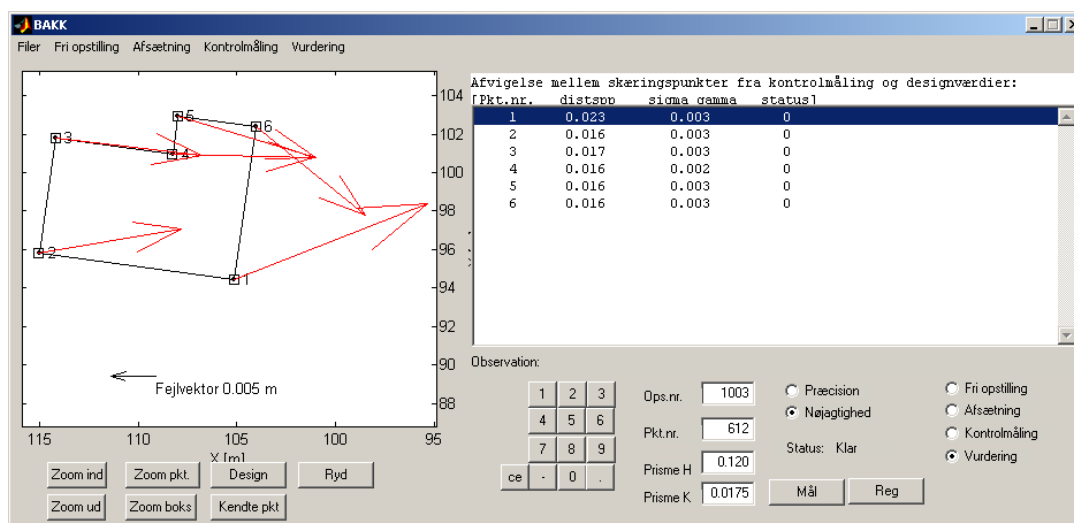 BAKK
Filer Fri opstilling Afsætning Kontrolmåling Vurdering
Afvigelse mellem skæringspunkter fra kontrolmåling og designværdier:
[Pkt.nr. distspp sigma gamma status]
1 0.023 0.003 0
2 0.016 0.003 0
3 0.017 0.003 0
4 0.016 0.002 0
5 0.016 0.003 0
6 0.016 0.003 0
104
102
100
98
96
94
92
90
88
5
6
3
4
2
1
Fejlvektor 0.005 m
115 110 105 100 95
X [m]
Zoom ind Zoom pkt. Design Ryd
Zoom ud Zoom boks Kendte pkt
Observation:
1 2 3
4 5 6
7 8 9
ce - 0 .
Ops.nr. 1003
Pkt.nr. 612
Prisme H 0.120
Prisme K 0.0175
Præcision
Nøjagtighed
Status: Klar
Mål Reg
Fri opstilling
Afsætning
Kontrolmåling
Vurdering